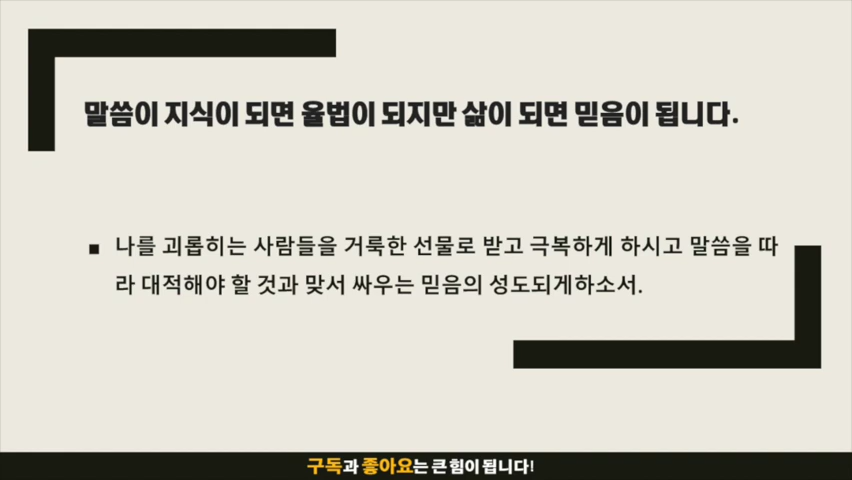 말씀이 지식이 되면 율법이 되지만 삶이 되면 믿음이 됩니다.
■ 나를 괴롭히는 사람들을 거룩한 선물로 받고 극복하게 하시고 말씀을 따
라 대적해야 할 것과 맞서 싸우는 믿음의 성도되게하소서.
구독과 좋아요는 큰 힘이 됩니다!